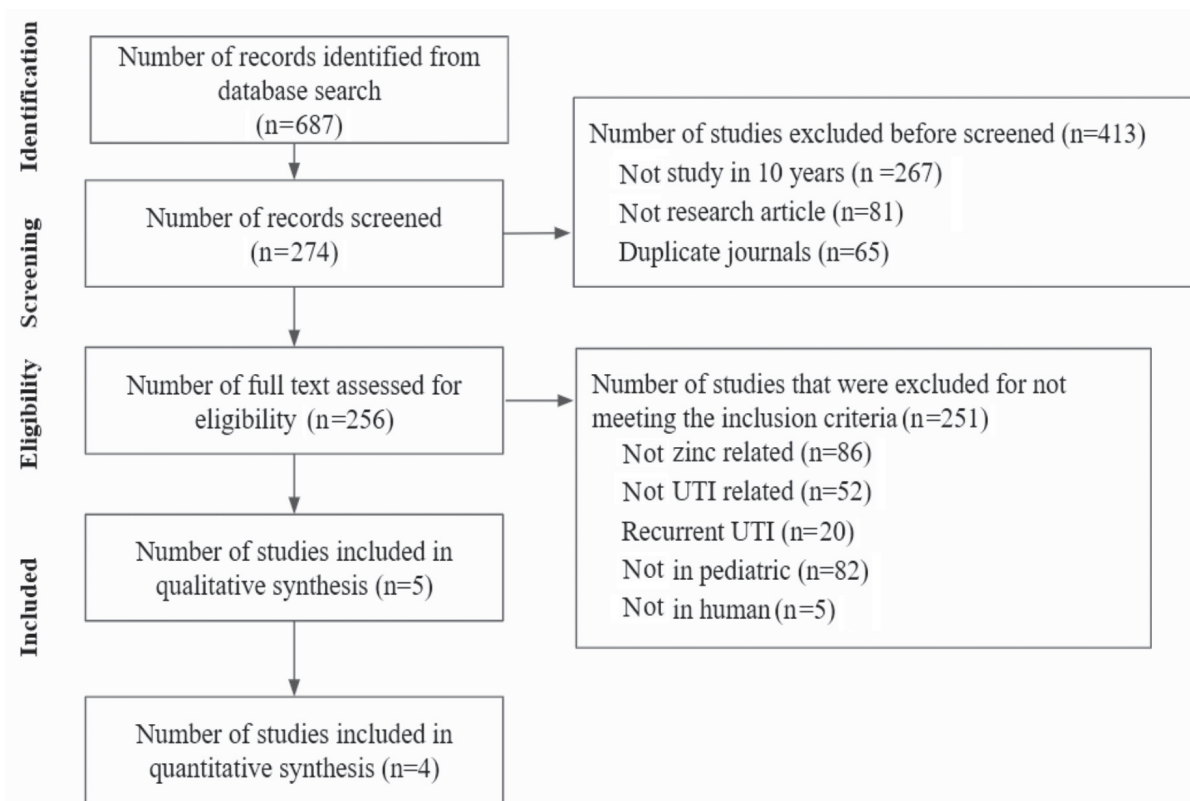 Identification
Number of records identified from
database search
(n=687)
Number of studies excluded before screened (n=413)
Not study in 10 years (n =267)
Not research article (n=81)
Duplicate journals (n=65)
Screening
Number of records screened
(n=274)
Eligibility
Number of full text assessed for
eligibility (n=256)
Number of studies that were excluded for not
meeting the inclusion criteria (n=251)
Not zinc related (n=86)
Not UTI related (n=52)
Recurrent UTI (n=20)
Not in pediatric (n=82)
Not in human (n=5)
Included
Number of studies included in
qualitative synthesis (n=5)
Number of studies included in
quantitative synthesis (n=4)